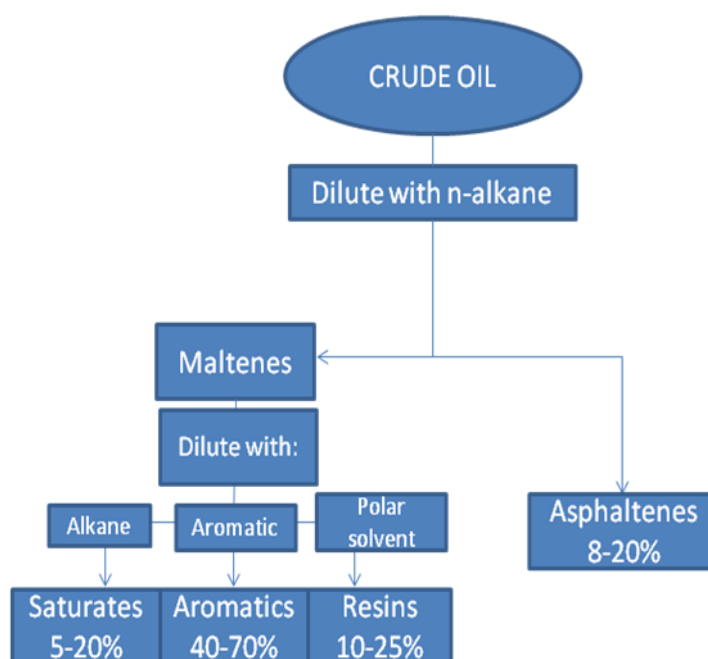 CRUDE OIL
Dilute with n-alkane
Maltenes
Dilute with:
Alkane
Aromatic
Polar
solvent
Asphaltenes
8-20%
Saturates
5-20%
Aromatics
40-70%
Resins
10-25%